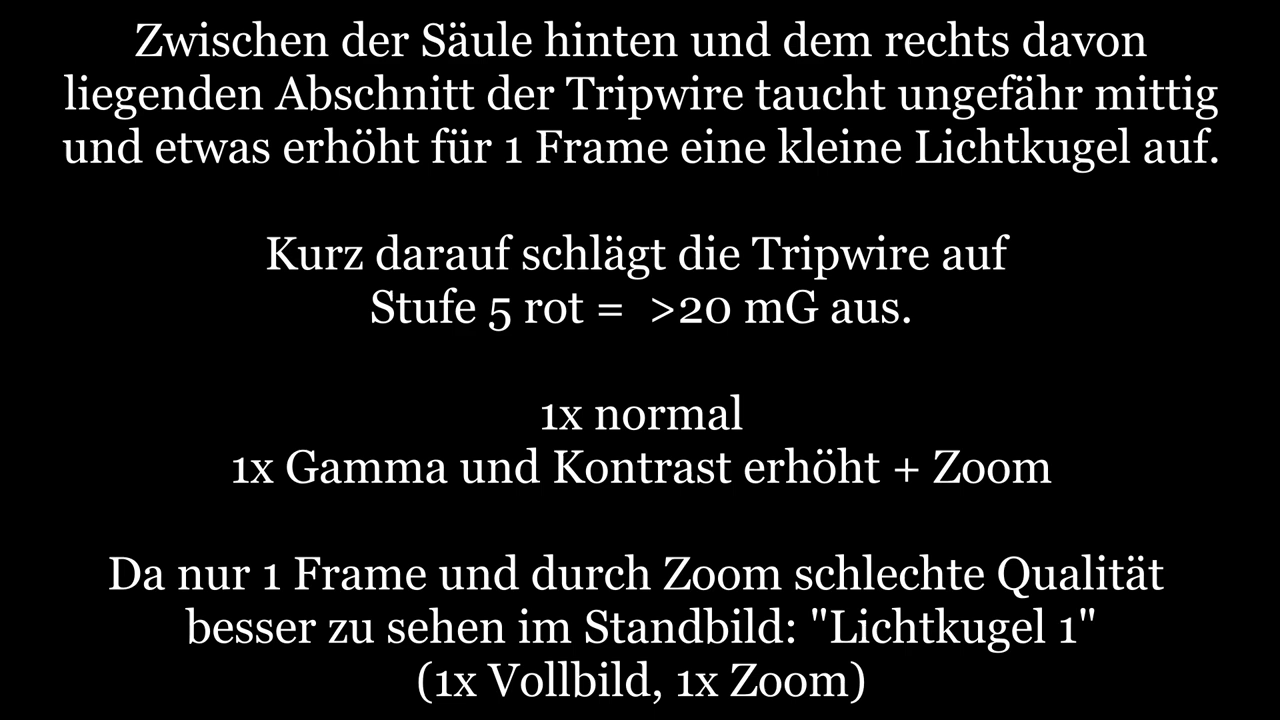 Zwischen der Säule hinten und dem rechts davon
liegenden Abschnitt der Tripwire taucht ungefähr mittig
und etwas erhöht für 1 Frame eine kleine Lichtkugel auf.
Kurz darauf schlägt die Tripwire auf
Stufe 5 rot =  >20 mG aus.
1x normal
1x Gamma und Kontrast erhöht + Zoom
Da nur 1 Frame und durch Zoom schlechte Qualität
besser zu sehen im Standbild: "Lichtkugel 1"
(1x Vollbild, 1x Zoom)